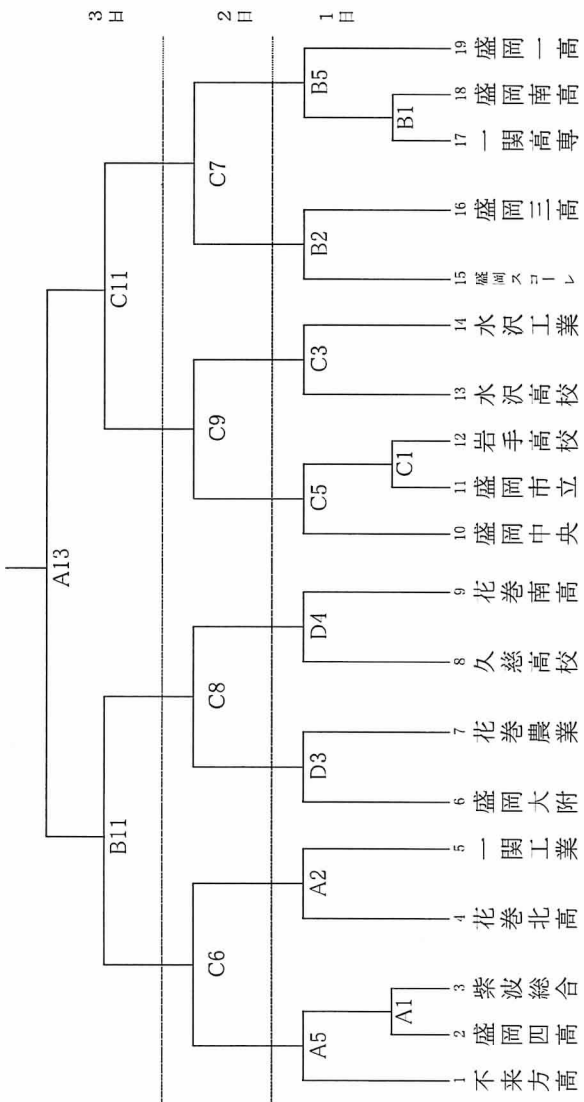 3日
2日
1日
A13
B11
C11
C6
C8
C9
C7
A5
A2
D3
D4
C5
C3
B2
B5
A1
C1
B1
1 不来方高
2 盛岡四高
3 紫波総合
4 花巻北高
5 一関工業
6 盛岡大附
7 花巻農業
8 久慈高校
9 花巻南高
10 盛岡中央
11 盛岡市立
12 岩手高校
13 水沢高校
14 水沢工業
15 盛岡スコーレ
16 盛岡三高
17 一関高専
18 盛岡南高
19 盛岡一高